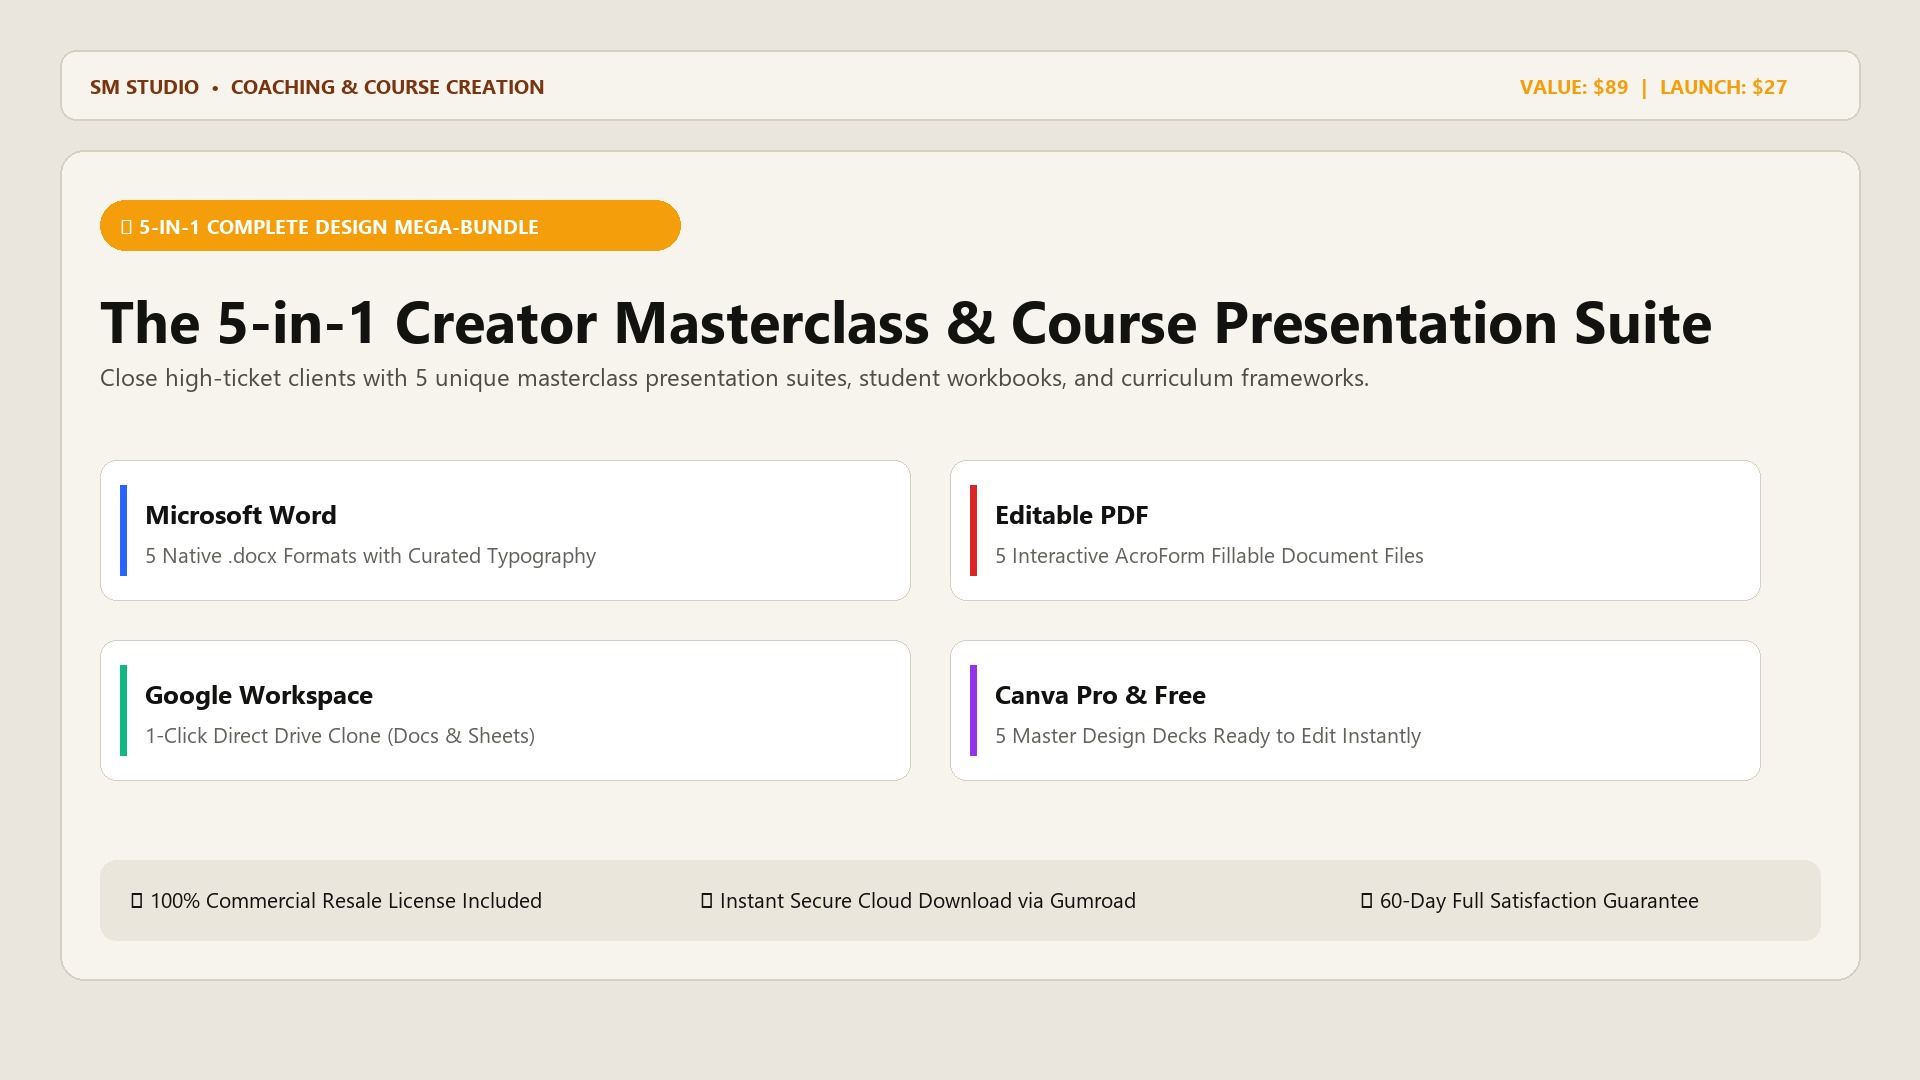 SM STUDIO • COACHING & COURSE CREATION
VALUE: $89 | LAUNCH: $27
5-IN-1 COMPLETE DESIGN MEGA-BUNDLE
The 5-in-1 Creator Masterclass & Course Presentation Suite
Close high-ticket clients with 5 unique masterclass presentation suites, student workbooks, and curriculum frameworks.
Microsoft Word
5 Native .docx Formats with Curated Typography
Editable PDF
5 Interactive AcroForm Fillable Document Files
Google Workspace
1-Click Direct Drive Clone (Docs & Sheets)
Canva Pro & Free
5 Master Design Decks Ready to Edit Instantly
100% Commercial Resale License Included
Instant Secure Cloud Download via Gumroad
60-Day Full Satisfaction Guarantee